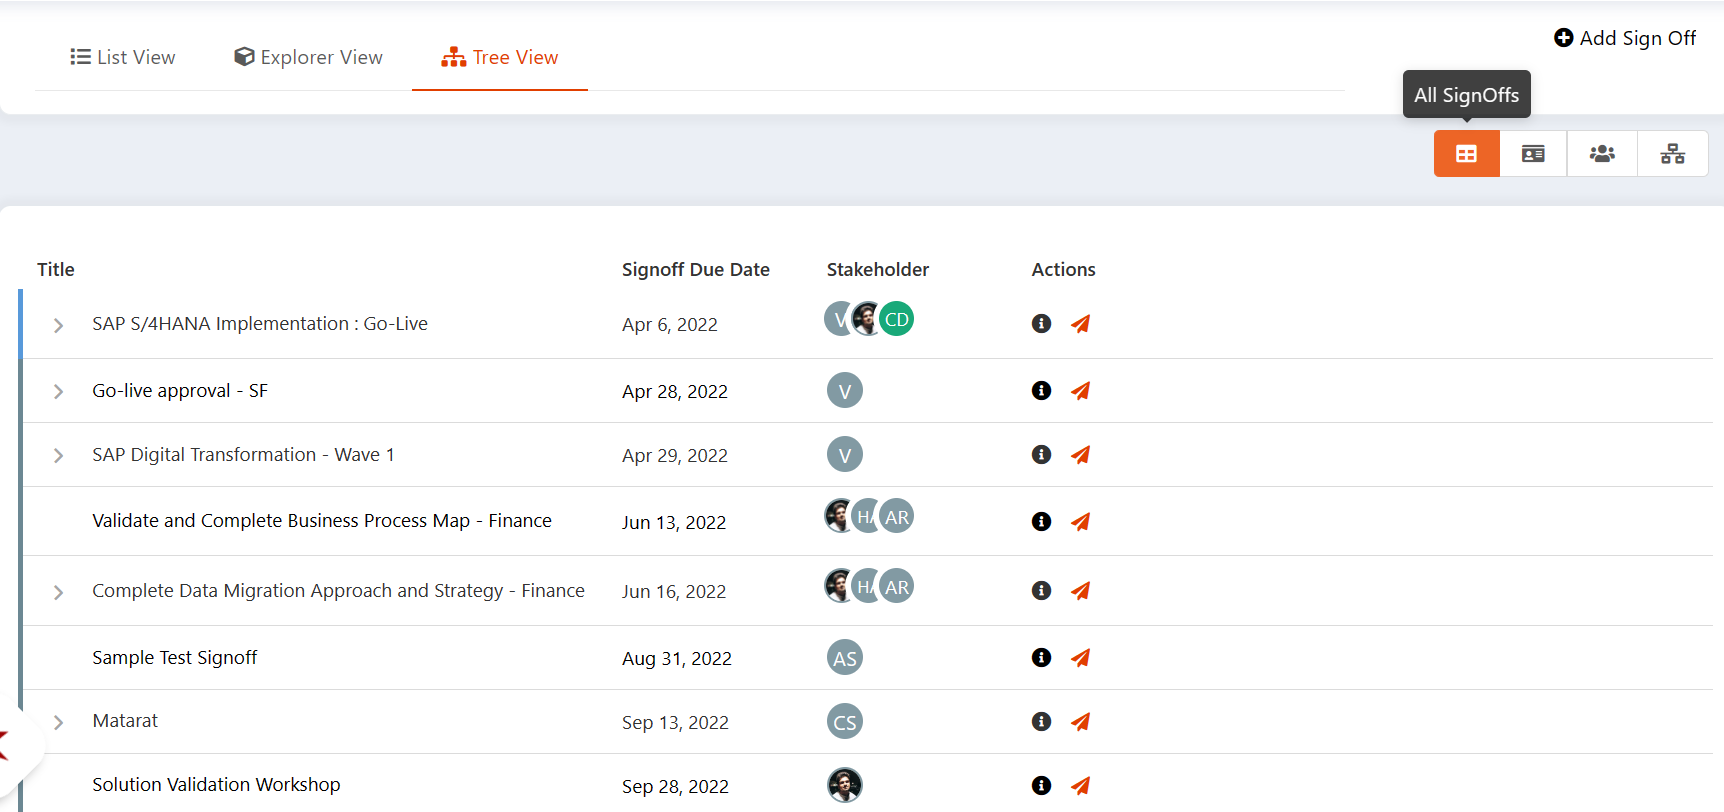 List View
Explorer View
Tree View
Add Sign Off
All SignOffs
Title Signoff Due Date Stakeholder Actions
SAP S/4HANA Implementation : Go-Live Apr 6, 2022 V CD
Go-live approval - SF Apr 28, 2022 V
SAP Digital Transformation - Wave 1 Apr 29, 2022 V
Validate and Complete Business Process Map - Finance Jun 13, 2022 HA AR
Complete Data Migration Approach and Strategy - Finance Jun 16, 2022 HA AR
Sample Test Signoff Aug 31, 2022 AS
Matarat Sep 13, 2022 CS
Solution Validation Workshop Sep 28, 2022